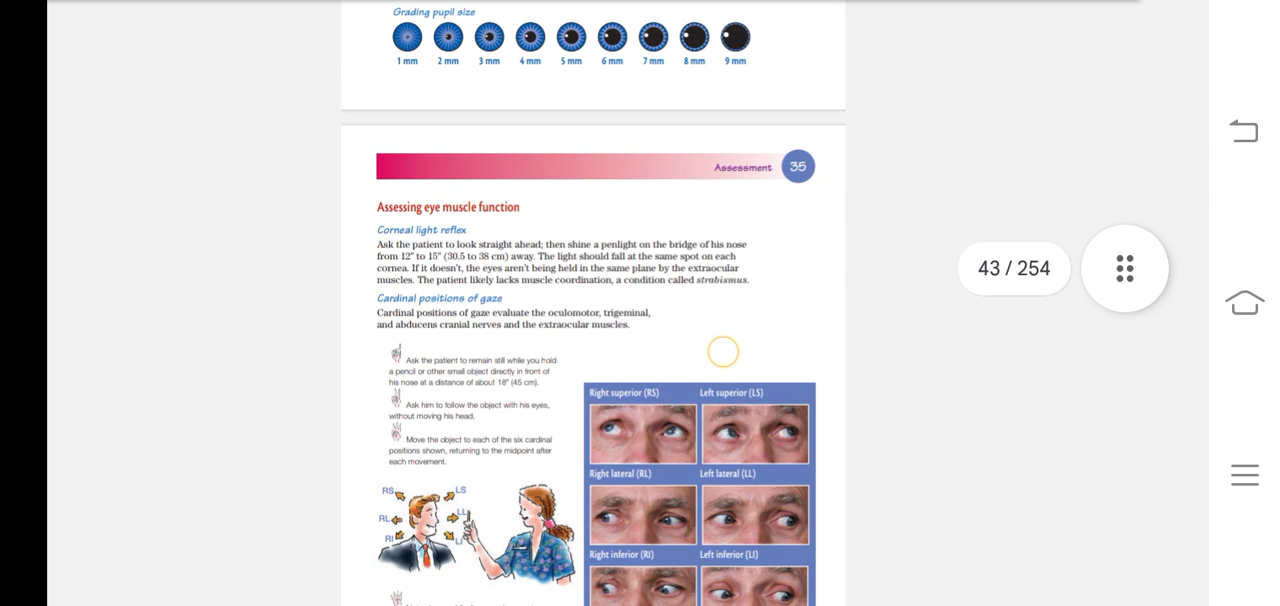 Grading pupil size
1 mm 2 mm 3 mm 4 mm 5 mm 6 mm 7 mm 8 mm 9 mm
Assessment 35
Assessing eye muscle function
Corneal light reflex
Ask the patient to look straight ahead; then shine a penlight on the bridge of his nose
from 12″ to 15″ (30.5 to 38 cm) away. The light should fall at the same spot on each
cornea. If it doesn't, the eyes aren't being held in the same plane by the extraocular
muscles. The patient likely lacks muscle coordination, a condition called strabismus.
Cardinal positions of gaze
Cardinal positions of gaze evaluate the oculomotor, trigeminal,
and abducens cranial nerves and the extraocular muscles.
Ask the patient to remain still while you hold
a pencil or other small object directly in front of
his nose at a distance of about 18″ (45 cm).
Ask him to follow the object with his eyes,
without moving his head.
Move the object to each of the six cardinal
positions shown, returning to the midpoint after
each movement.
RS LS
RL LL
RI LI
Right superior (RS) Left superior (LS)
Right lateral (RL) Left lateral (LL)
Right inferior (RI) Left inferior (LI)
43 / 254